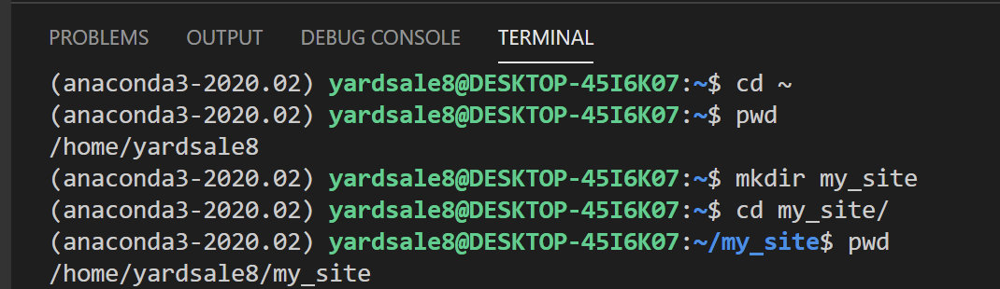 PROBLEMS OUTPUT DEBUG CONSOLE TERMINAL
(anaconda3-2020.02) yardsale8@DESKTOP-45I6K07:~$ cd ~
(anaconda3-2020.02) yardsale8@DESKTOP-45I6K07:~$ pwd
/home/yardsale8
(anaconda3-2020.02) yardsale8@DESKTOP-45I6K07:~$ mkdir my_site
(anaconda3-2020.02) yardsale8@DESKTOP-45I6K07:~$ cd my_site/
(anaconda3-2020.02) yardsale8@DESKTOP-45I6K07:~/my_site$ pwd
/home/yardsale8/my_site